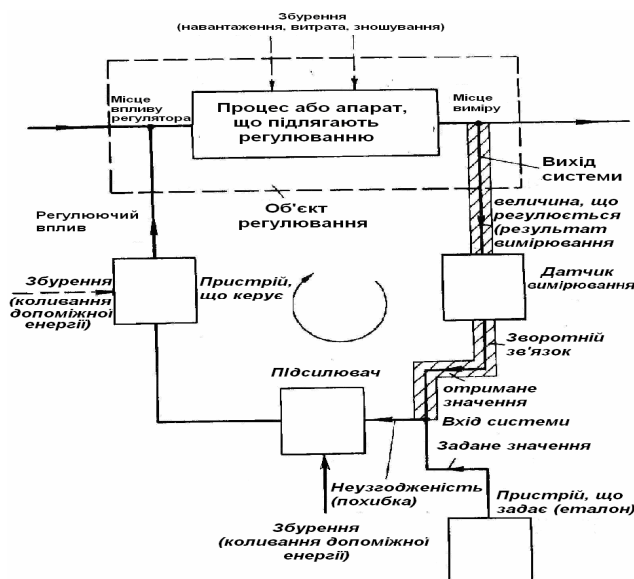 Збурення
(навантаження, витрата, зношування)
Місце
впливу
регулятора
Процес або апарат,
що підлягають
регулюванню
Місце
виміру
Вихід
системи
Об'єкт
регулювання
величина, що
регулюється
(результат
вимірювання
Регулюючий
вплив
Збурення
(коливання
допоміжної
енергії)
Пристрій,
що керує
Датчик
вимірювання
Зворотній
зв'язок
Підсилювач
отримане
значення
Вхід системи
Задане значення
Неузгодженість
(похибка)
Пристрій, що
задає (еталон)
Збурення
(коливання допоміжної
енергії)